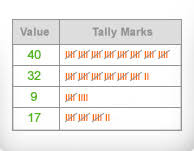 Value Tally Marks
40 𝍸 𝍸 𝍸 𝍸 𝍸 𝍸 𝍸 𝍸
32 𝍸 𝍸 𝍸 𝍸 𝍸 𝍸 ||
9 𝍸 ||||
17 𝍸 𝍸 𝍸 ||